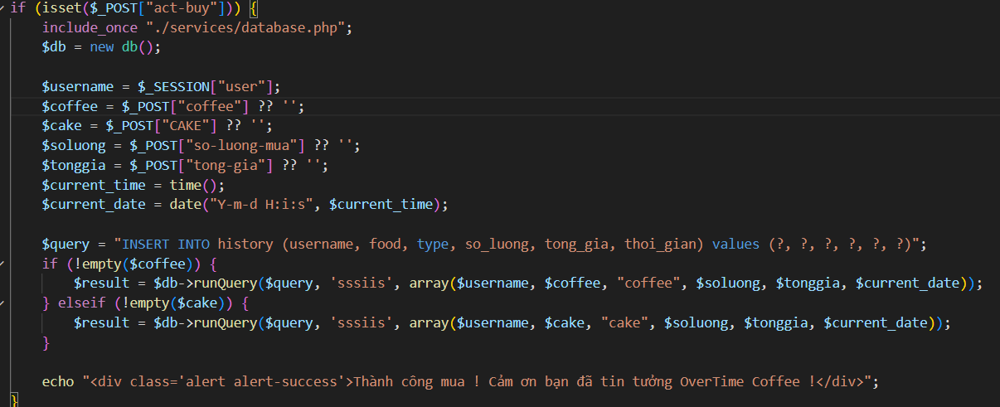 if (isset($_POST["act-buy"])) {
include_once "./services/database.php";
$db = new db();
$username = $_SESSION["user"];
$coffee = $_POST["coffee"] ?? '';
$cake = $_POST["CAKE"] ?? '';
$soluong = $_POST["so-luong-mua"] ?? '';
$tonggia = $_POST["tong-gia"] ?? '';
$current_time = time();
$current_date = date("Y-m-d H:i:s", $current_time);
$query = "INSERT INTO history (username, food, type, so_luong, tong_gia, thoi_gian) values (?, ?, ?, ?, ?, ?)";
if (!empty($coffee)) {
$result = $db->runQuery($query, 'sssiis', array($username, $coffee, "coffee", $soluong, $tonggia, $current_date));
} elseif (!empty($cake)) {
$result = $db->runQuery($query, 'sssiis', array($username, $cake, "cake", $soluong, $tonggia, $current_date));
}
echo "<div class='alert alert-success'>Thành công mua ! Cảm ơn bạn đã tin tưởng OverTime Coffee !</div>";
}